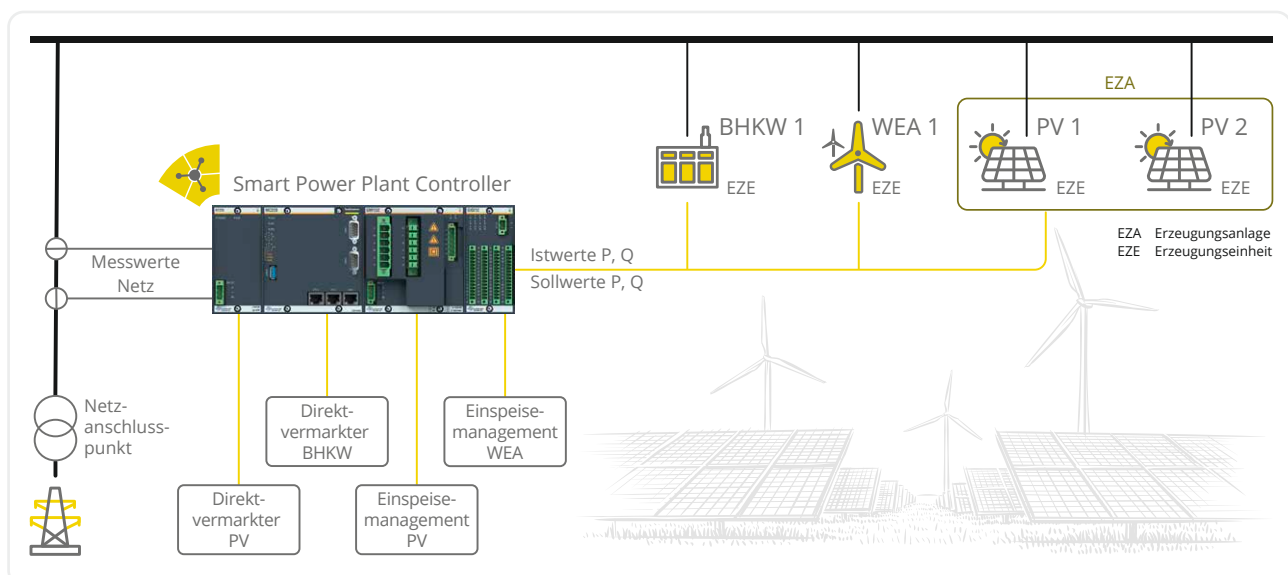 EZA
BHKW 1
EZE
WEA 1
EZE
PV 1
EZE
PV 2
EZE
EZA Erzeugungsanlage
EZE Erzeugungseinheit
Smart Power Plant Controller
Messwerte
Netz
Istwerte P, Q
Sollwerte P, Q
Netz-
anschluss-
punkt
Direkt-
vermarkter
BHKW
Einspeise-
management
WEA
Direkt-
vermarkter
PV
Einspeise-
management
PV